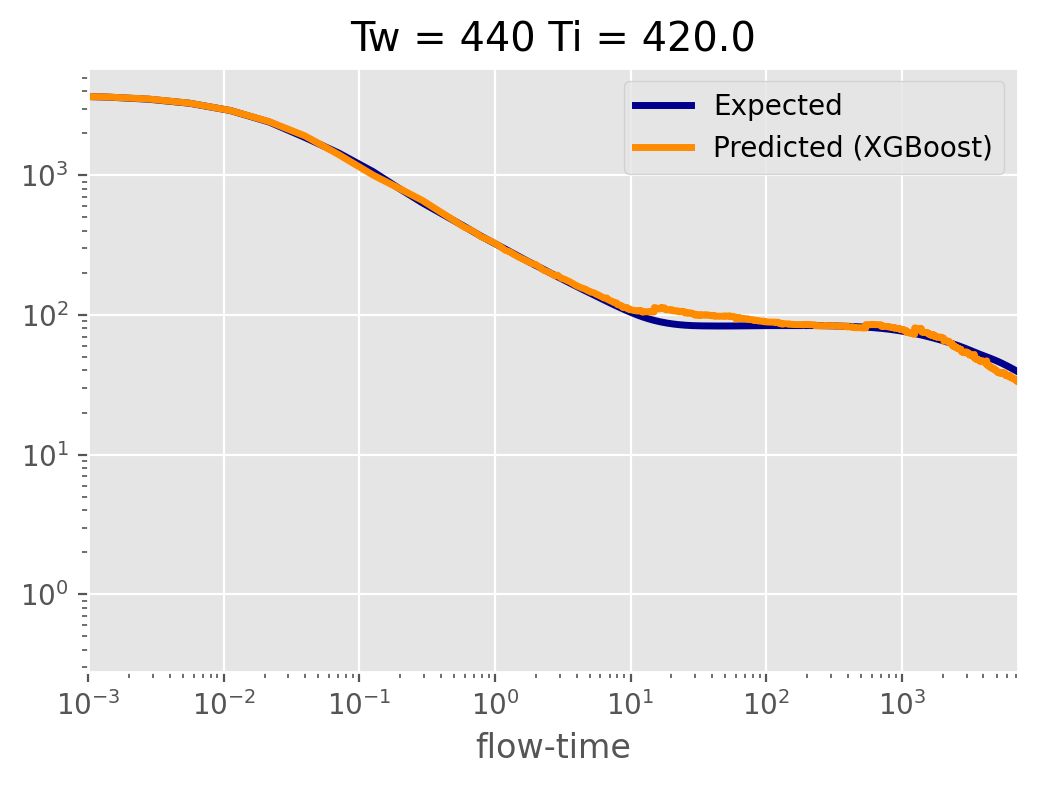 Tw = 440 Ti = 420.0
Expected
Predicted (XGBoost)
10³
10²
10¹
10⁰
10⁻³ 10⁻² 10⁻¹ 10⁰ 10¹ 10² 10³
flow-time